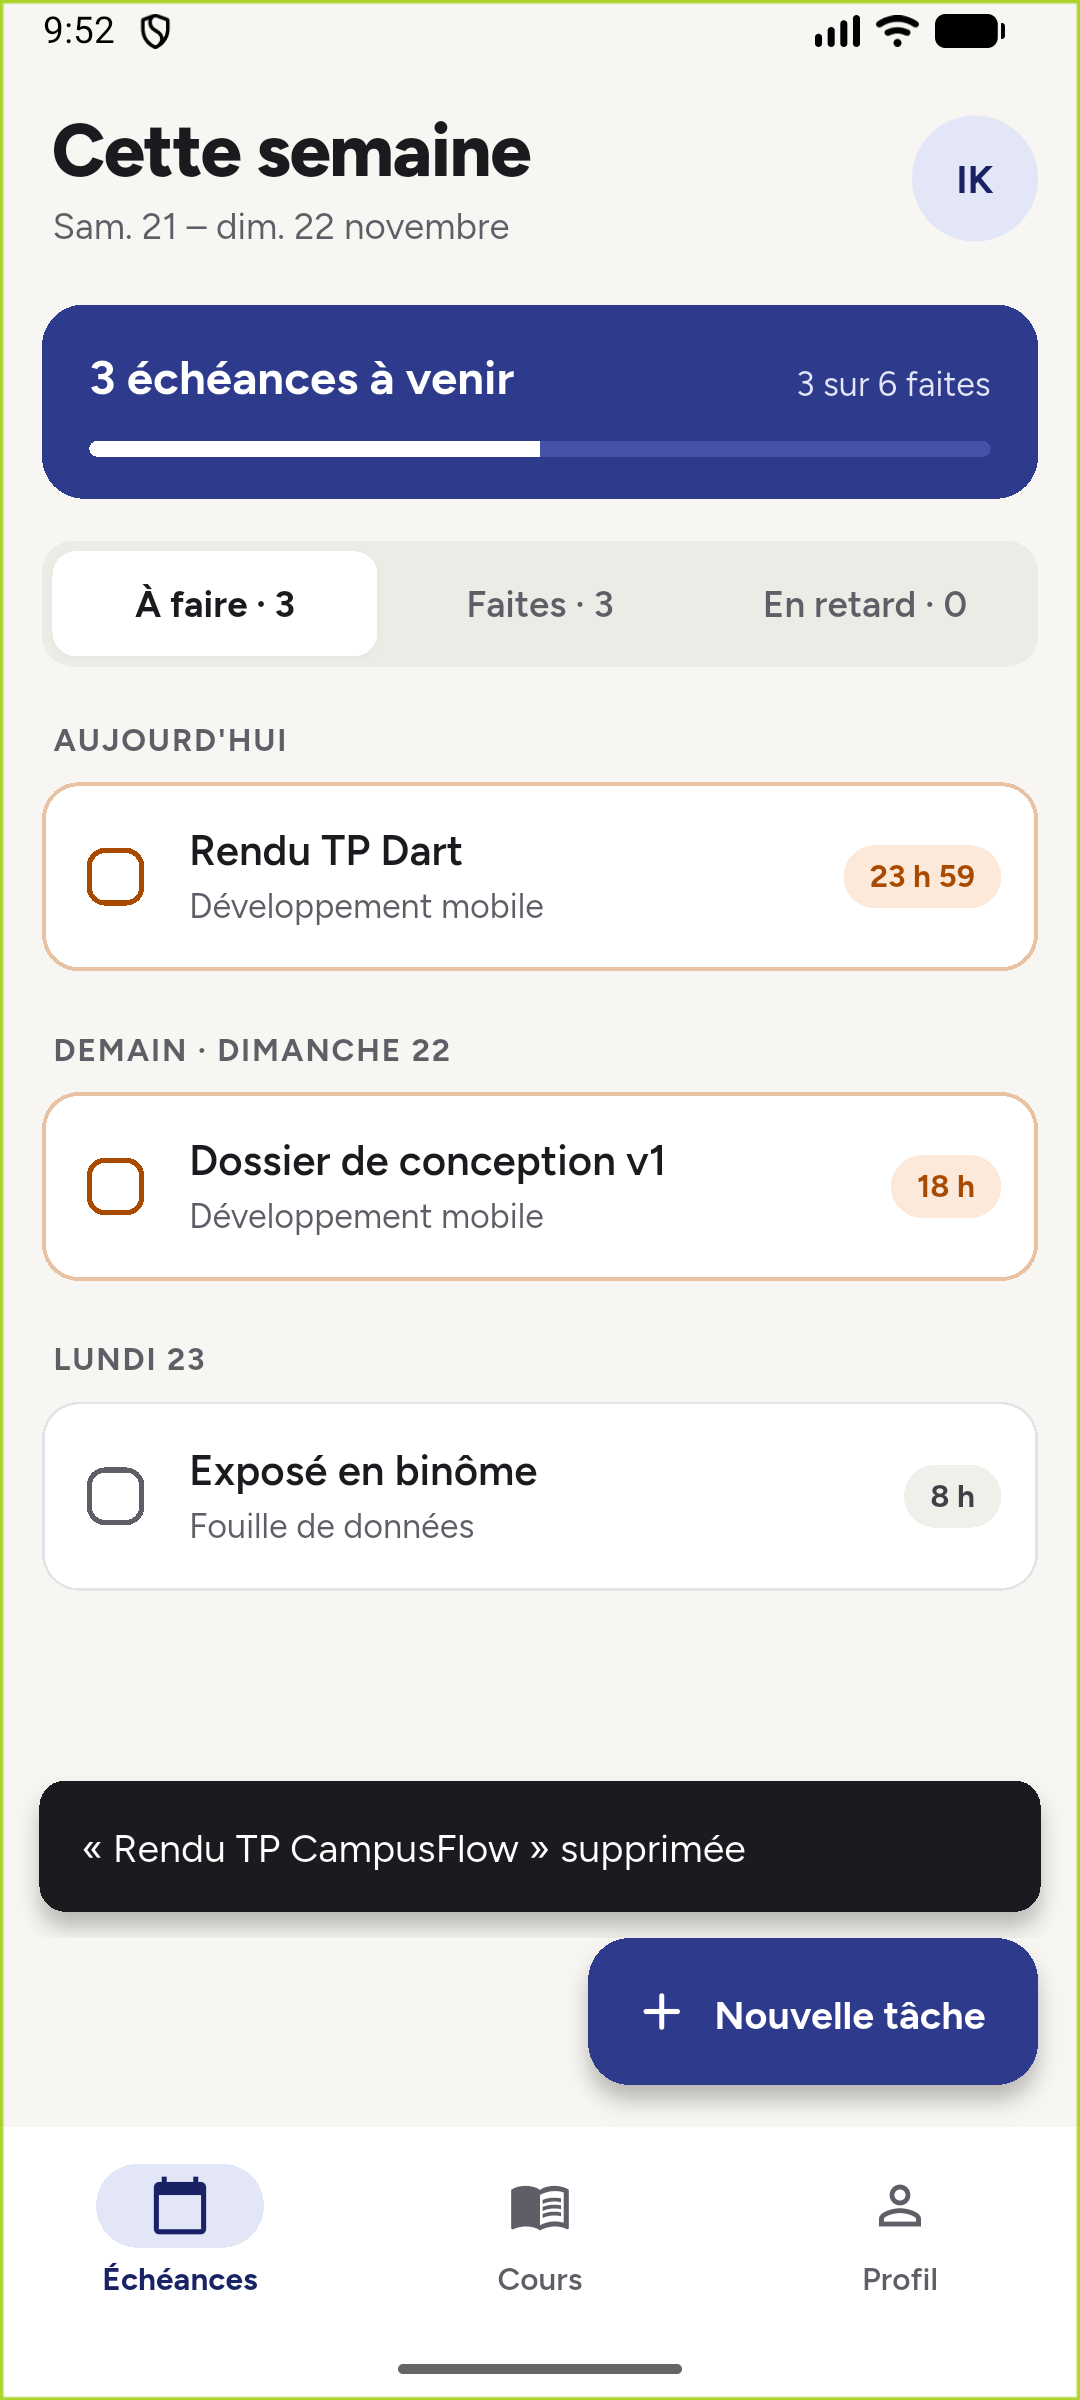 9:52
Cette semaine
IK
Sam. 21 – dim. 22 novembre
3 échéances à venir
3 sur 6 faites
À faire · 3
Faites · 3
En retard · 0
AUJOURD'HUI
Rendu TP Dart
23 h 59
Développement mobile
DEMAIN · DIMANCHE 22
Dossier de conception v1
18 h
Développement mobile
LUNDI 23
Exposé en binôme
8 h
Fouille de données
« Rendu TP CampusFlow » supprimée
+ Nouvelle tâche
Échéances
Cours
Profil